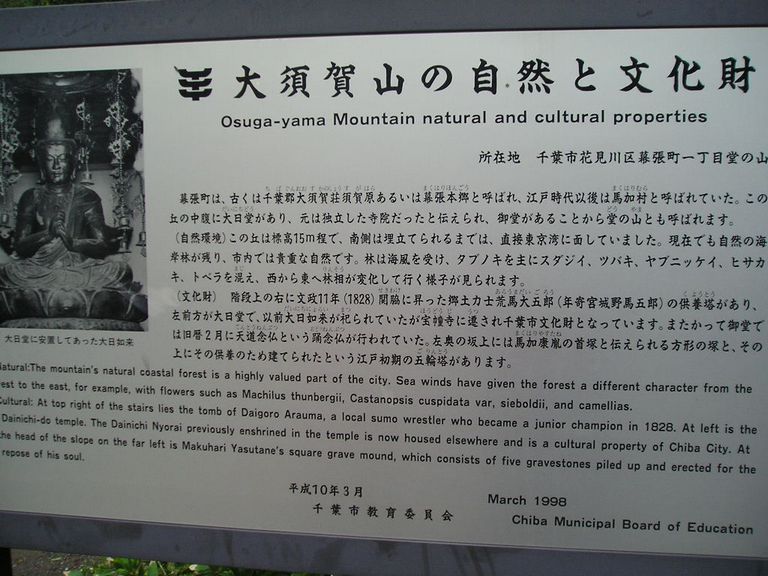 大須賀山の自然と文化財
Osuga-yama Mountain natural and cultural properties
所在地 千葉市花見川区幕張町一丁目堂の山
幕張町は、古くは千葉郡大須賀荘須賀原あるいは幕張本郷と呼ばれ、江戸時代以後は馬加村と呼ばれていた。この
丘の中腹に大日堂があり、元は独立した寺院だったと伝えられ、御堂があることから堂の山とも呼ばれます。
(自然環境)この丘は標高15m程で、南側は埋立てられるまでは、直接東京湾に面していました。現在でも自然の海
岸林が残り、市内では貴重な自然です。林は海風を受け、タブノキを主にスダジイ、ツバキ、ヤブニッケイ、ヒサカ
キ、トベラを混え、西から東へ林相が変化して行く様子が見られます。
(文化財) 階段上の右に文政11年(1828)関脇に昇った郷土力士荒馬大五郎(年寄宮城野馬五郎)の供養塔があり、
左前方が大日堂で、以前大日如来が祀られていたが宝幢寺に遷され千葉市文化財となっています。またかって御堂で
は旧暦2月に天道念仏という踊念仏が行われていた。左奥の坂上には馬加康胤の首塚と伝えられる方形の塚と、その
上にその供養のため建てられたという江戸初期の五輪塔があります。
大日堂に安置してあった大日如来
Natural:The mountain's natural coastal forest is a highly valued part of the city. Sea winds have given the forest a different character from the
west to the east, for example, with flowers such as Machilus thunbergii, Castanopsis cuspidata var, sieboldii, and camellias.
Cultural: At top right of the stairs lies the tomb of Daigoro Arauma, a local sumo wrestler who became a junior champion in 1828. At left is the
Dainichi-do temple. The Dainichi Nyorai previously enshrined in the temple is now housed elsewhere and is a cultural property of Chiba City. At
the head of the slope on the far left is Makuhari Yasutane's square grave mound, which consists of five gravestones piled up and erected for the
repose of his soul.
平成10年3月
千葉市教育委員会
March 1998
Chiba Municipal Board of Education